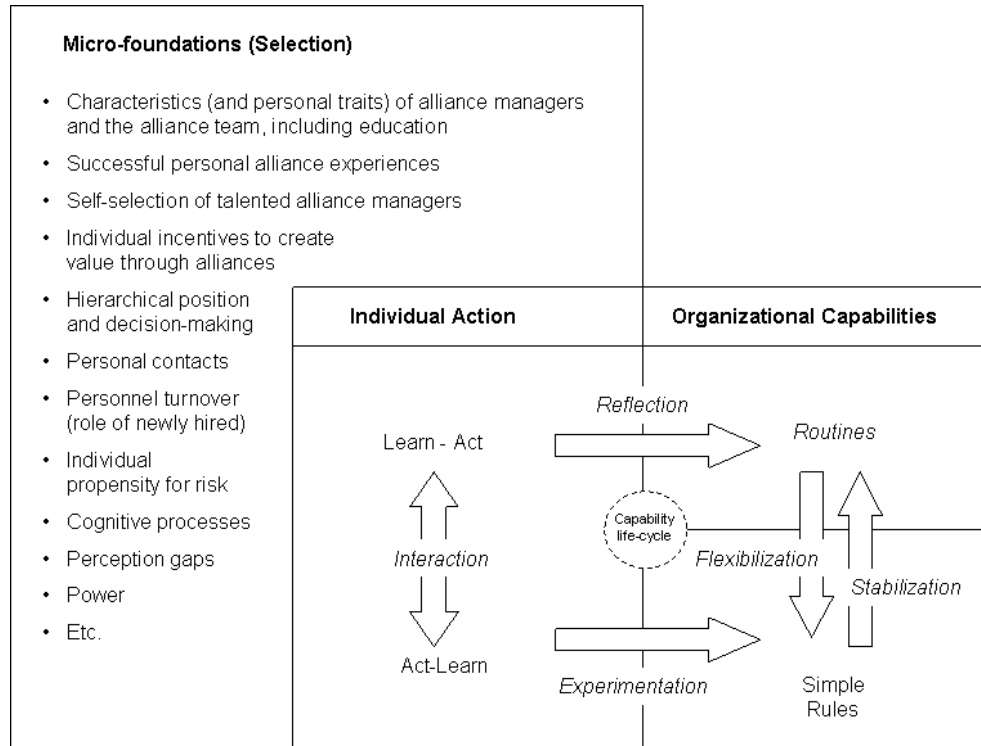 Micro-foundations (Selection)
• Characteristics (and personal traits) of alliance managers
and the alliance team, including education
• Successful personal alliance experiences
• Self-selection of talented alliance managers
• Individual incentives to create
value through alliances
• Hierarchical position
and decision-making
• Personal contacts
• Personnel turnover
(role of newly hired)
• Individual
propensity for risk
• Cognitive processes
• Perception gaps
• Power
• Etc.
Individual Action
Organizational Capabilities
Reflection
Learn - Act
Routines
Capability
life-cycle
Interaction
Flexibilization
Stabilization
Act-Learn
Experimentation
Simple
Rules